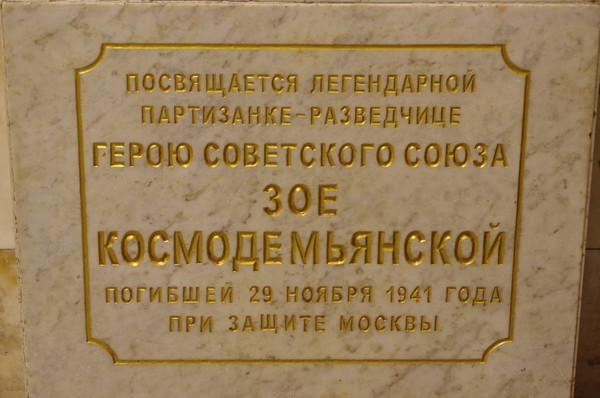 ПОСВЯЩАЕТСЯ ЛЕГЕНДАРНОЙ
ПАРТИЗАНКЕ-РАЗВЕДЧИЦЕ
ГЕРОЮ СОВЕТСКОГО СОЮЗА
ЗОЕ
КОСМОДЕМЬЯНСКОЙ
ПОГИБШЕЙ 29 НОЯБРЯ 1941 ГОДА
ПРИ ЗАЩИТЕ МОСКВЫ